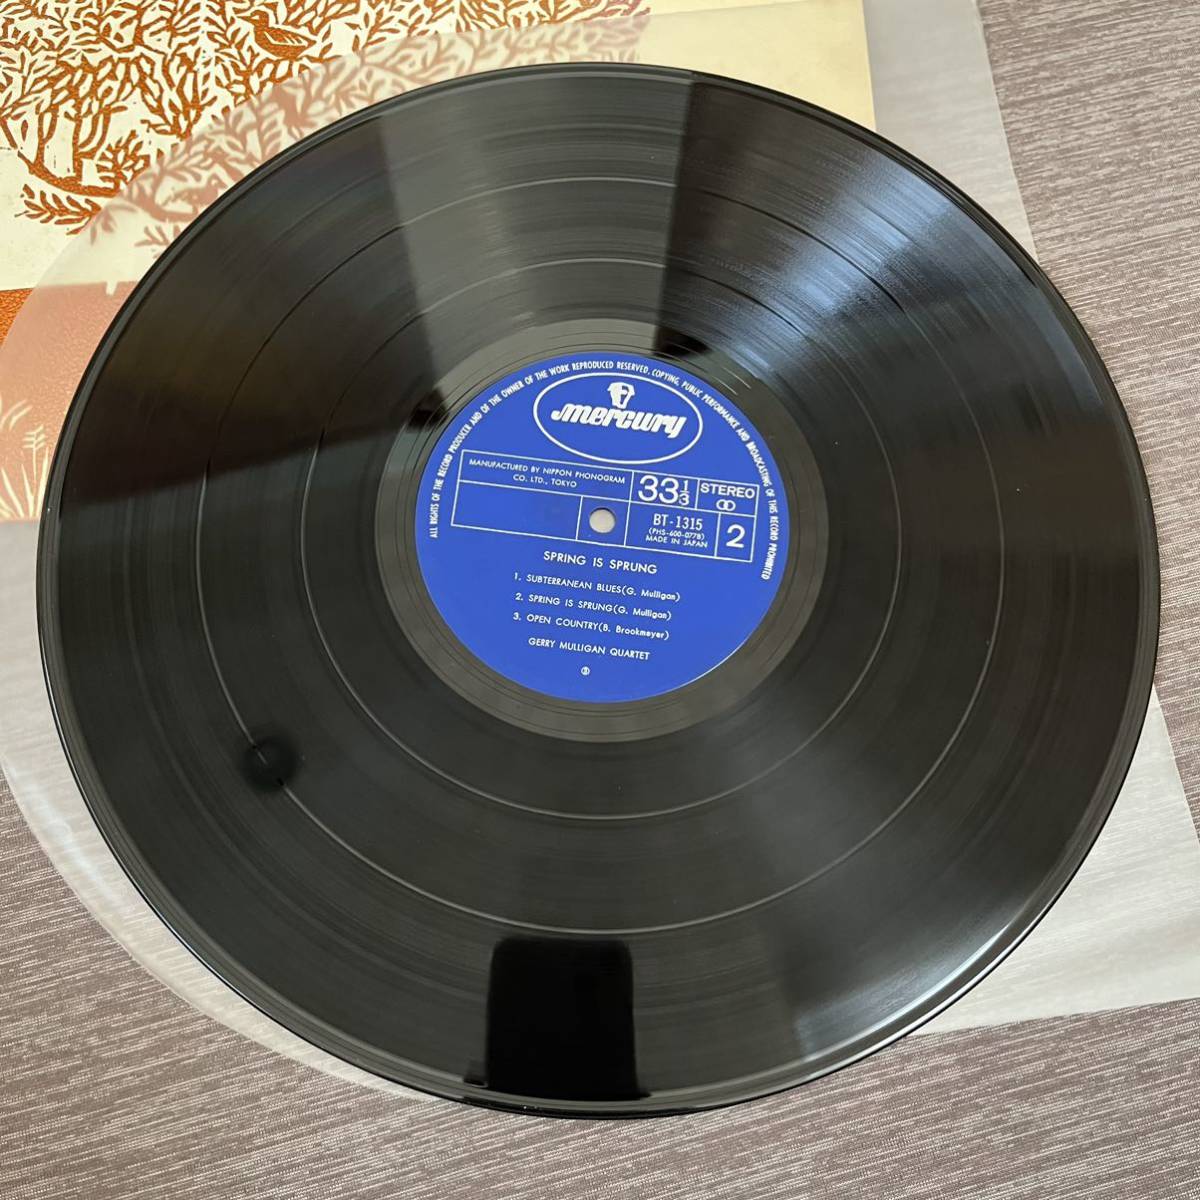 ALL RIGHTS OF THE RECORD PRODUCER AND OF THE OWNER OF THE WORK REPRODUCED RESERVED. COPYING, PUBLIC PERFORMANCE AND BROADCASTING OF THIS RECORD PROHIBITED
mercury
MANUFACTURED BY NIPPON PHONOGRAM
CO. LTD., TOKYO
33 1/3
STEREO
BT-1315
(PHS-600-077B)
MADE IN JAPAN
2
SPRING IS SPRUNG
1. SUBTERRANEAN BLUES(G. Mulligan)
2. SPRING IS SPRUNG(G. Mulligan)
3. OPEN COUNTRY(B. Brookmeyer)
GERRY MULLIGAN QUARTET